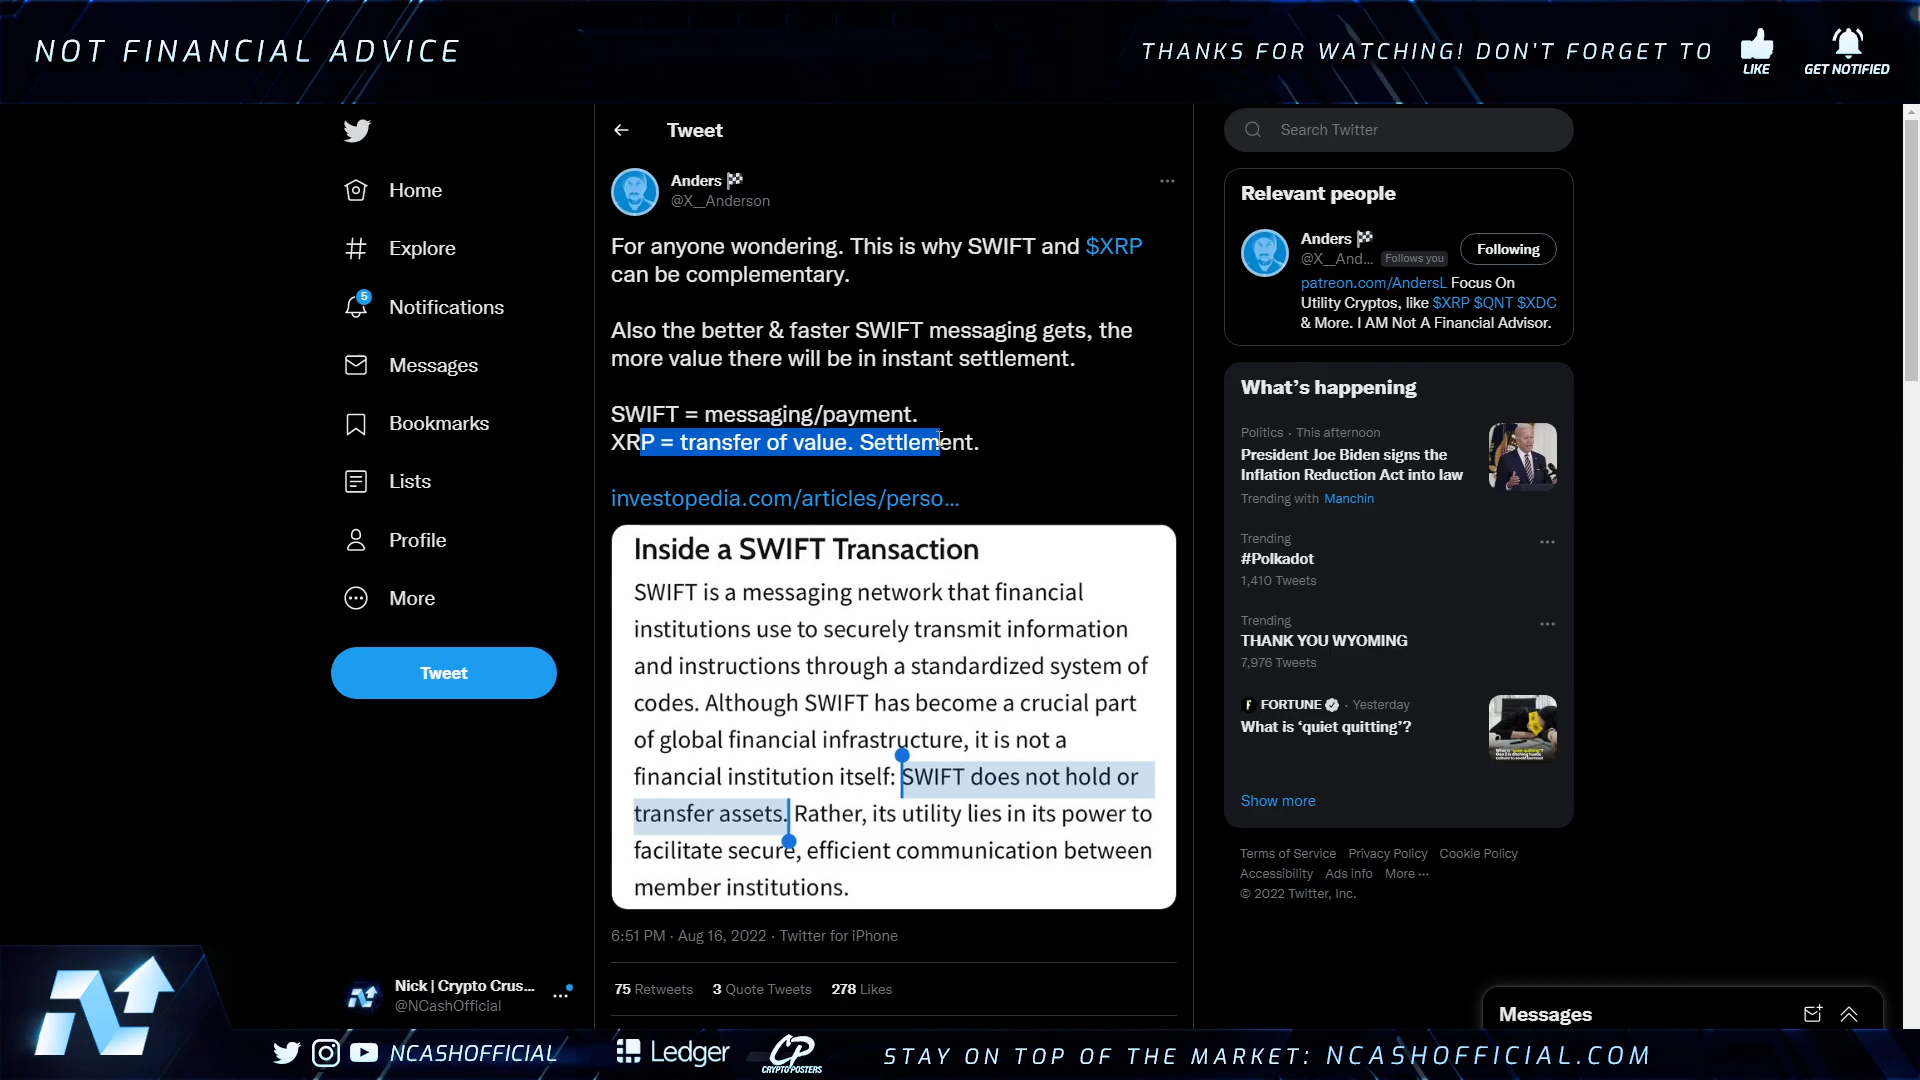 NOT FINANCIAL ADVICE
THANKS FOR WATCHING! DON'T FORGET TO
LIKE
GET NOTIFIED
Home
Explore
5
Notifications
Messages
Bookmarks
Lists
Profile
More
Tweet
Nick | Crypto Crus...
@NCashOfficial
Tweet
Anders
@X__Anderson
For anyone wondering. This is why SWIFT and $XRP
can be complementary.
Also the better & faster SWIFT messaging gets, the
more value there will be in instant settlement.
SWIFT = messaging/payment.
XRP = transfer of value. Settlement.
investopedia.com/articles/perso...
Inside a SWIFT Transaction
SWIFT is a messaging network that financial
institutions use to securely transmit information
and instructions through a standardized system of
codes. Although SWIFT has become a crucial part
of global financial infrastructure, it is not a
financial institution itself: SWIFT does not hold or
transfer assets. Rather, its utility lies in its power to
facilitate secure, efficient communication between
member institutions.
6:51 PM · Aug 16, 2022 · Twitter for iPhone
75 Retweets 3 Quote Tweets 278 Likes
Search Twitter
Relevant people
Anders
@X__And... Follows you
Following
patreon.com/AndersL Focus On
Utility Cryptos, like $XRP $QNT $XDC
& More. I AM Not A Financial Advisor.
What's happening
Politics · This afternoon
President Joe Biden signs the
Inflation Reduction Act into law
Trending with Manchin
Trending
#Polkadot
1,410 Tweets
Trending
THANK YOU WYOMING
7,976 Tweets
FORTUNE · Yesterday
What is 'quiet quitting'?
Show more
Terms of Service Privacy Policy Cookie Policy
Accessibility Ads info More ···
© 2022 Twitter, Inc.
Messages
NCASHOFFICIAL
Ledger
CP
CRYPTOPOSTERS
STAY ON TOP OF THE MARKET: NCASHOFFICIAL.COM